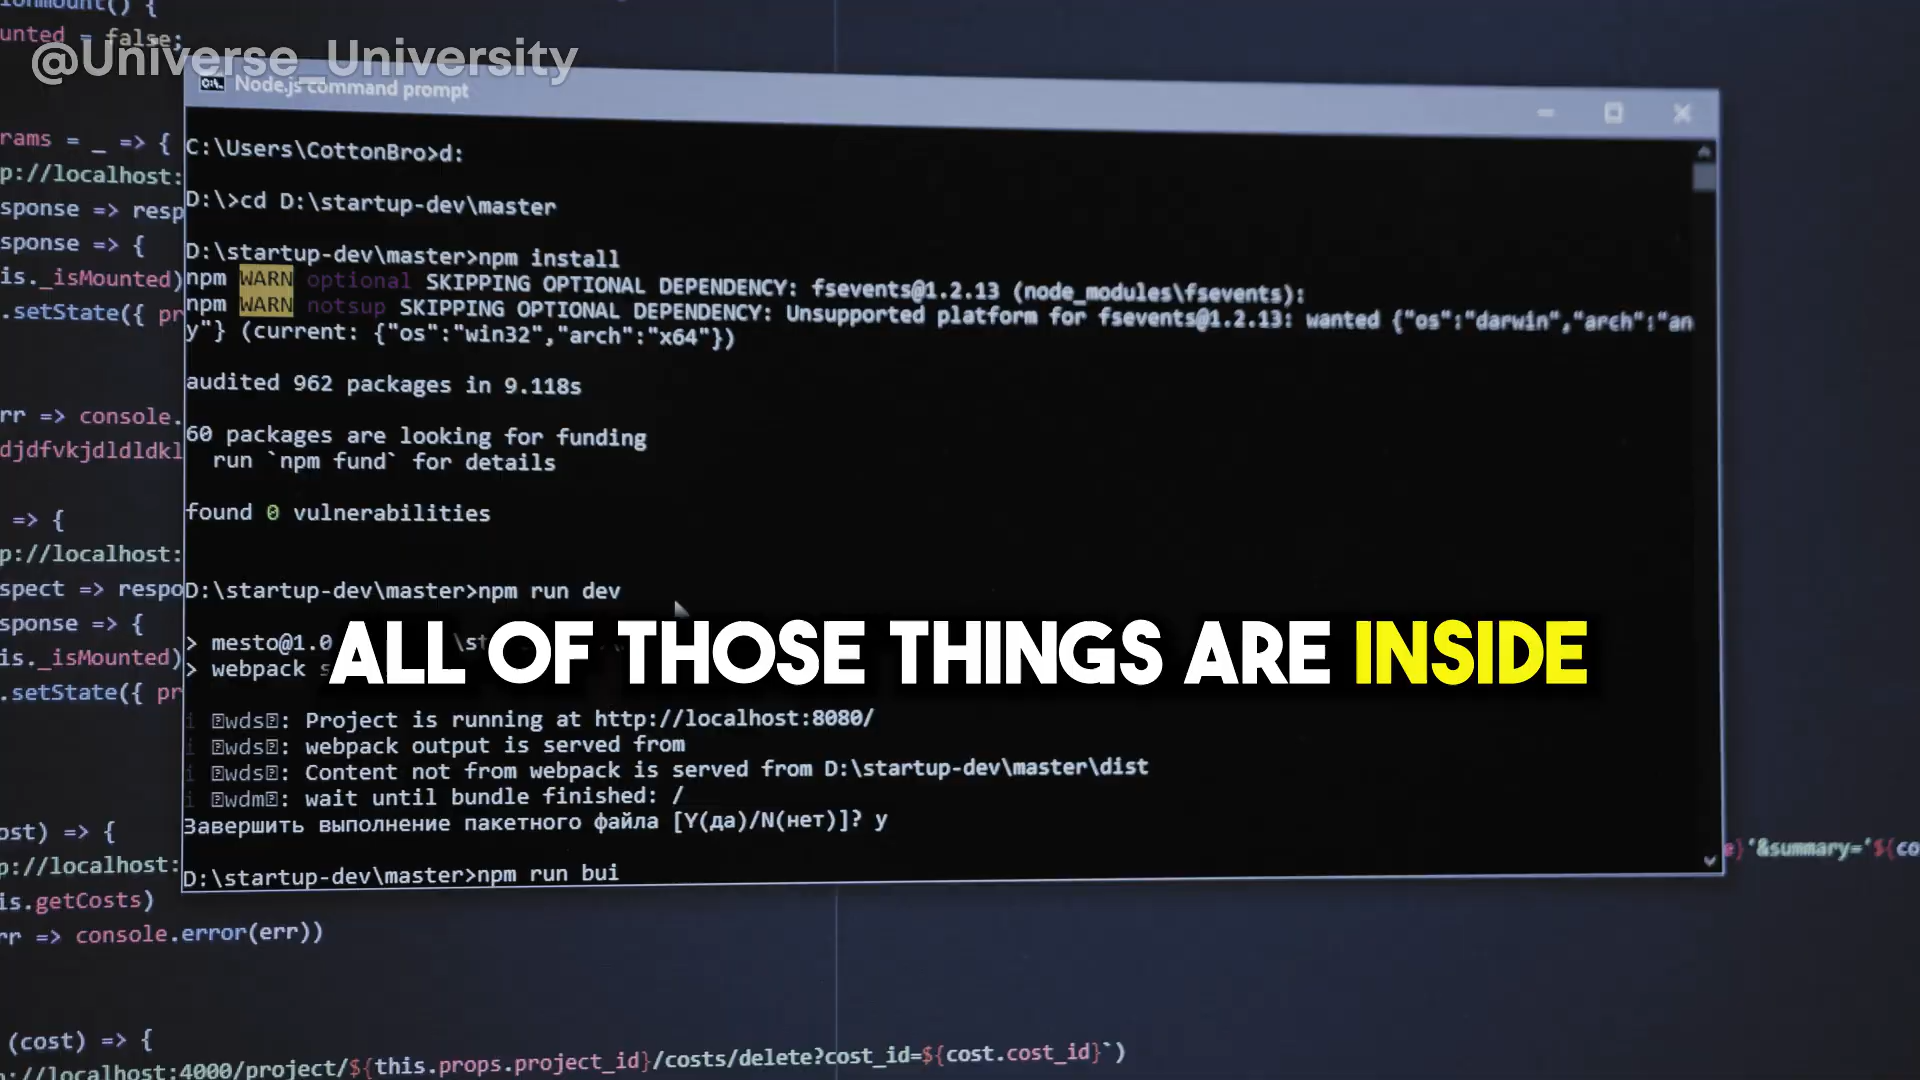 ionMount() {
unted = false;
@Universe_University
Node.js command prompt
rams = _ => {
p://localhost:
sponse => resp
sponse => {
is._isMounted)
.setState({ pr
rr => console.
djdfvkjdldldkl
=> {
p://localhost:
spect => respo
sponse => {
is._isMounted)
.setState({ pr
ost) => {
p://localhost:
is.getCosts)
rr => console.error(err))
(cost) => {
://localhost:4000/project/${this.props.project_id}/costs/delete?cost_id=${cost.cost_id}`)
C:\Users\CottonBro>d:
D:\>cd D:\startup-dev\master
D:\startup-dev\master>npm install
npm WARN optional SKIPPING OPTIONAL DEPENDENCY: fsevents@1.2.13 (node_modules\fsevents):
npm WARN notsup SKIPPING OPTIONAL DEPENDENCY: Unsupported platform for fsevents@1.2.13: wanted {"os":"darwin","arch":"an
y"} (current: {"os":"win32","arch":"x64"})
audited 962 packages in 9.118s
60 packages are looking for funding
run `npm fund` for details
found 0 vulnerabilities
D:\startup-dev\master>npm run dev
> mesto@1.0
> webpack
ALL OF THOSE THINGS ARE INSIDE
i ｢wds｣: Project is running at http://localhost:8080/
i ｢wds｣: webpack output is served from
i ｢wds｣: Content not from webpack is served from D:\startup-dev\master\dist
i ｢wdm｣: wait until bundle finished: /
Завершить выполнение пакетного файла [Y(да)/N(нет)]? y
D:\startup-dev\master>npm run bui
}'&summary='${co